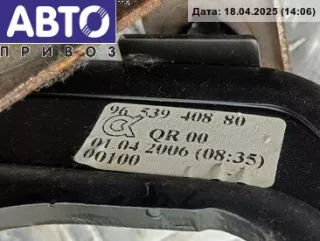 АВТО
ПРИВОЗ
Дата: 18.04.2025 (14:06)
96 539 408 80
QR 00
01.04 2006 (08:35)
00100